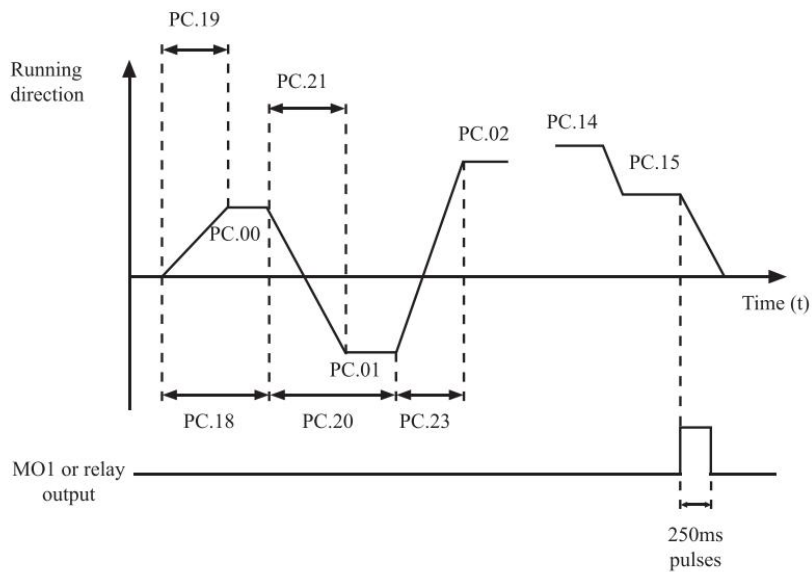 PC.19
Running
direction
PC.21
PC.02
PC.14
PC.15
PC.00
Time (t)
PC.01
PC.18
PC.20
PC.23
MO1 or relay
output
250ms
pulses